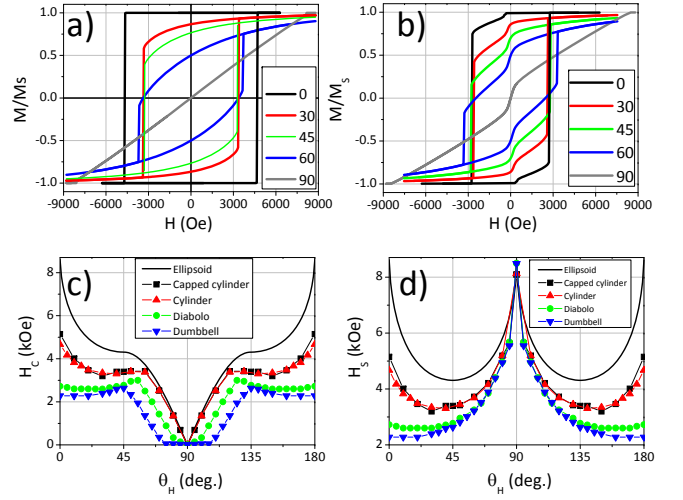 a)
M/Ms
1.0
0.5
0.0
-0.5
-1.0
0
30
45
60
90
-9000 -6000 -3000 0 3000 6000 9000
H (Oe)
b)
M/Ms
1.0
0.5
0.0
-0.5
-1.0
0
30
45
60
90
-9000 -6000 -3000 0 3000 6000 9000
H (Oe)
c)
Hc (kOe)
8
6
4
2
0
Ellipsoid
Capped cylinder
Cylinder
Diabolo
Dumbbell
0 45 90 135 180
θH (deg.)
d)
Hs (kOe)
8
6
4
2
Ellipsoid
Capped cylinder
Cylinder
Diabolo
Dumbbell
0 45 90 135 180
θH (deg.)